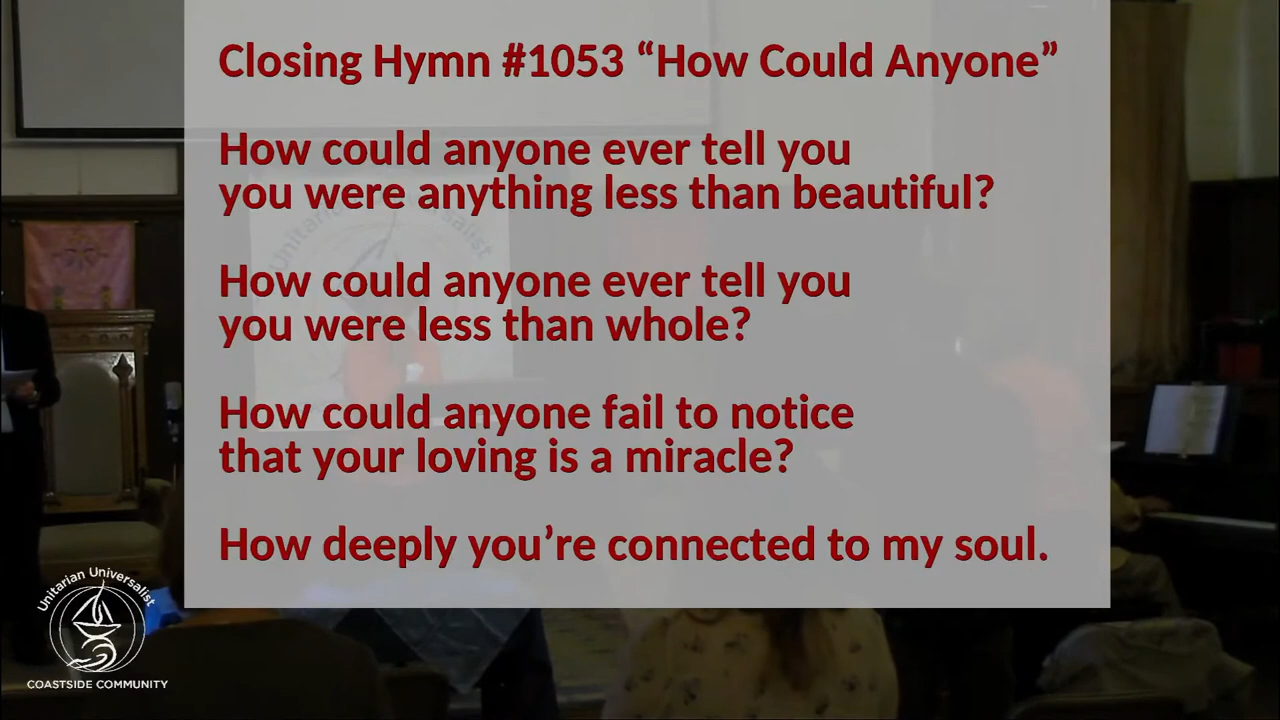 Closing Hymn #1053 “How Could Anyone”
How could anyone ever tell you
you were anything less than beautiful?
How could anyone ever tell you
you were less than whole?
How could anyone fail to notice
that your loving is a miracle?
How deeply you’re connected to my soul.
Unitarian Universalist
Unitarian Universalist
COASTSIDE COMMUNITY